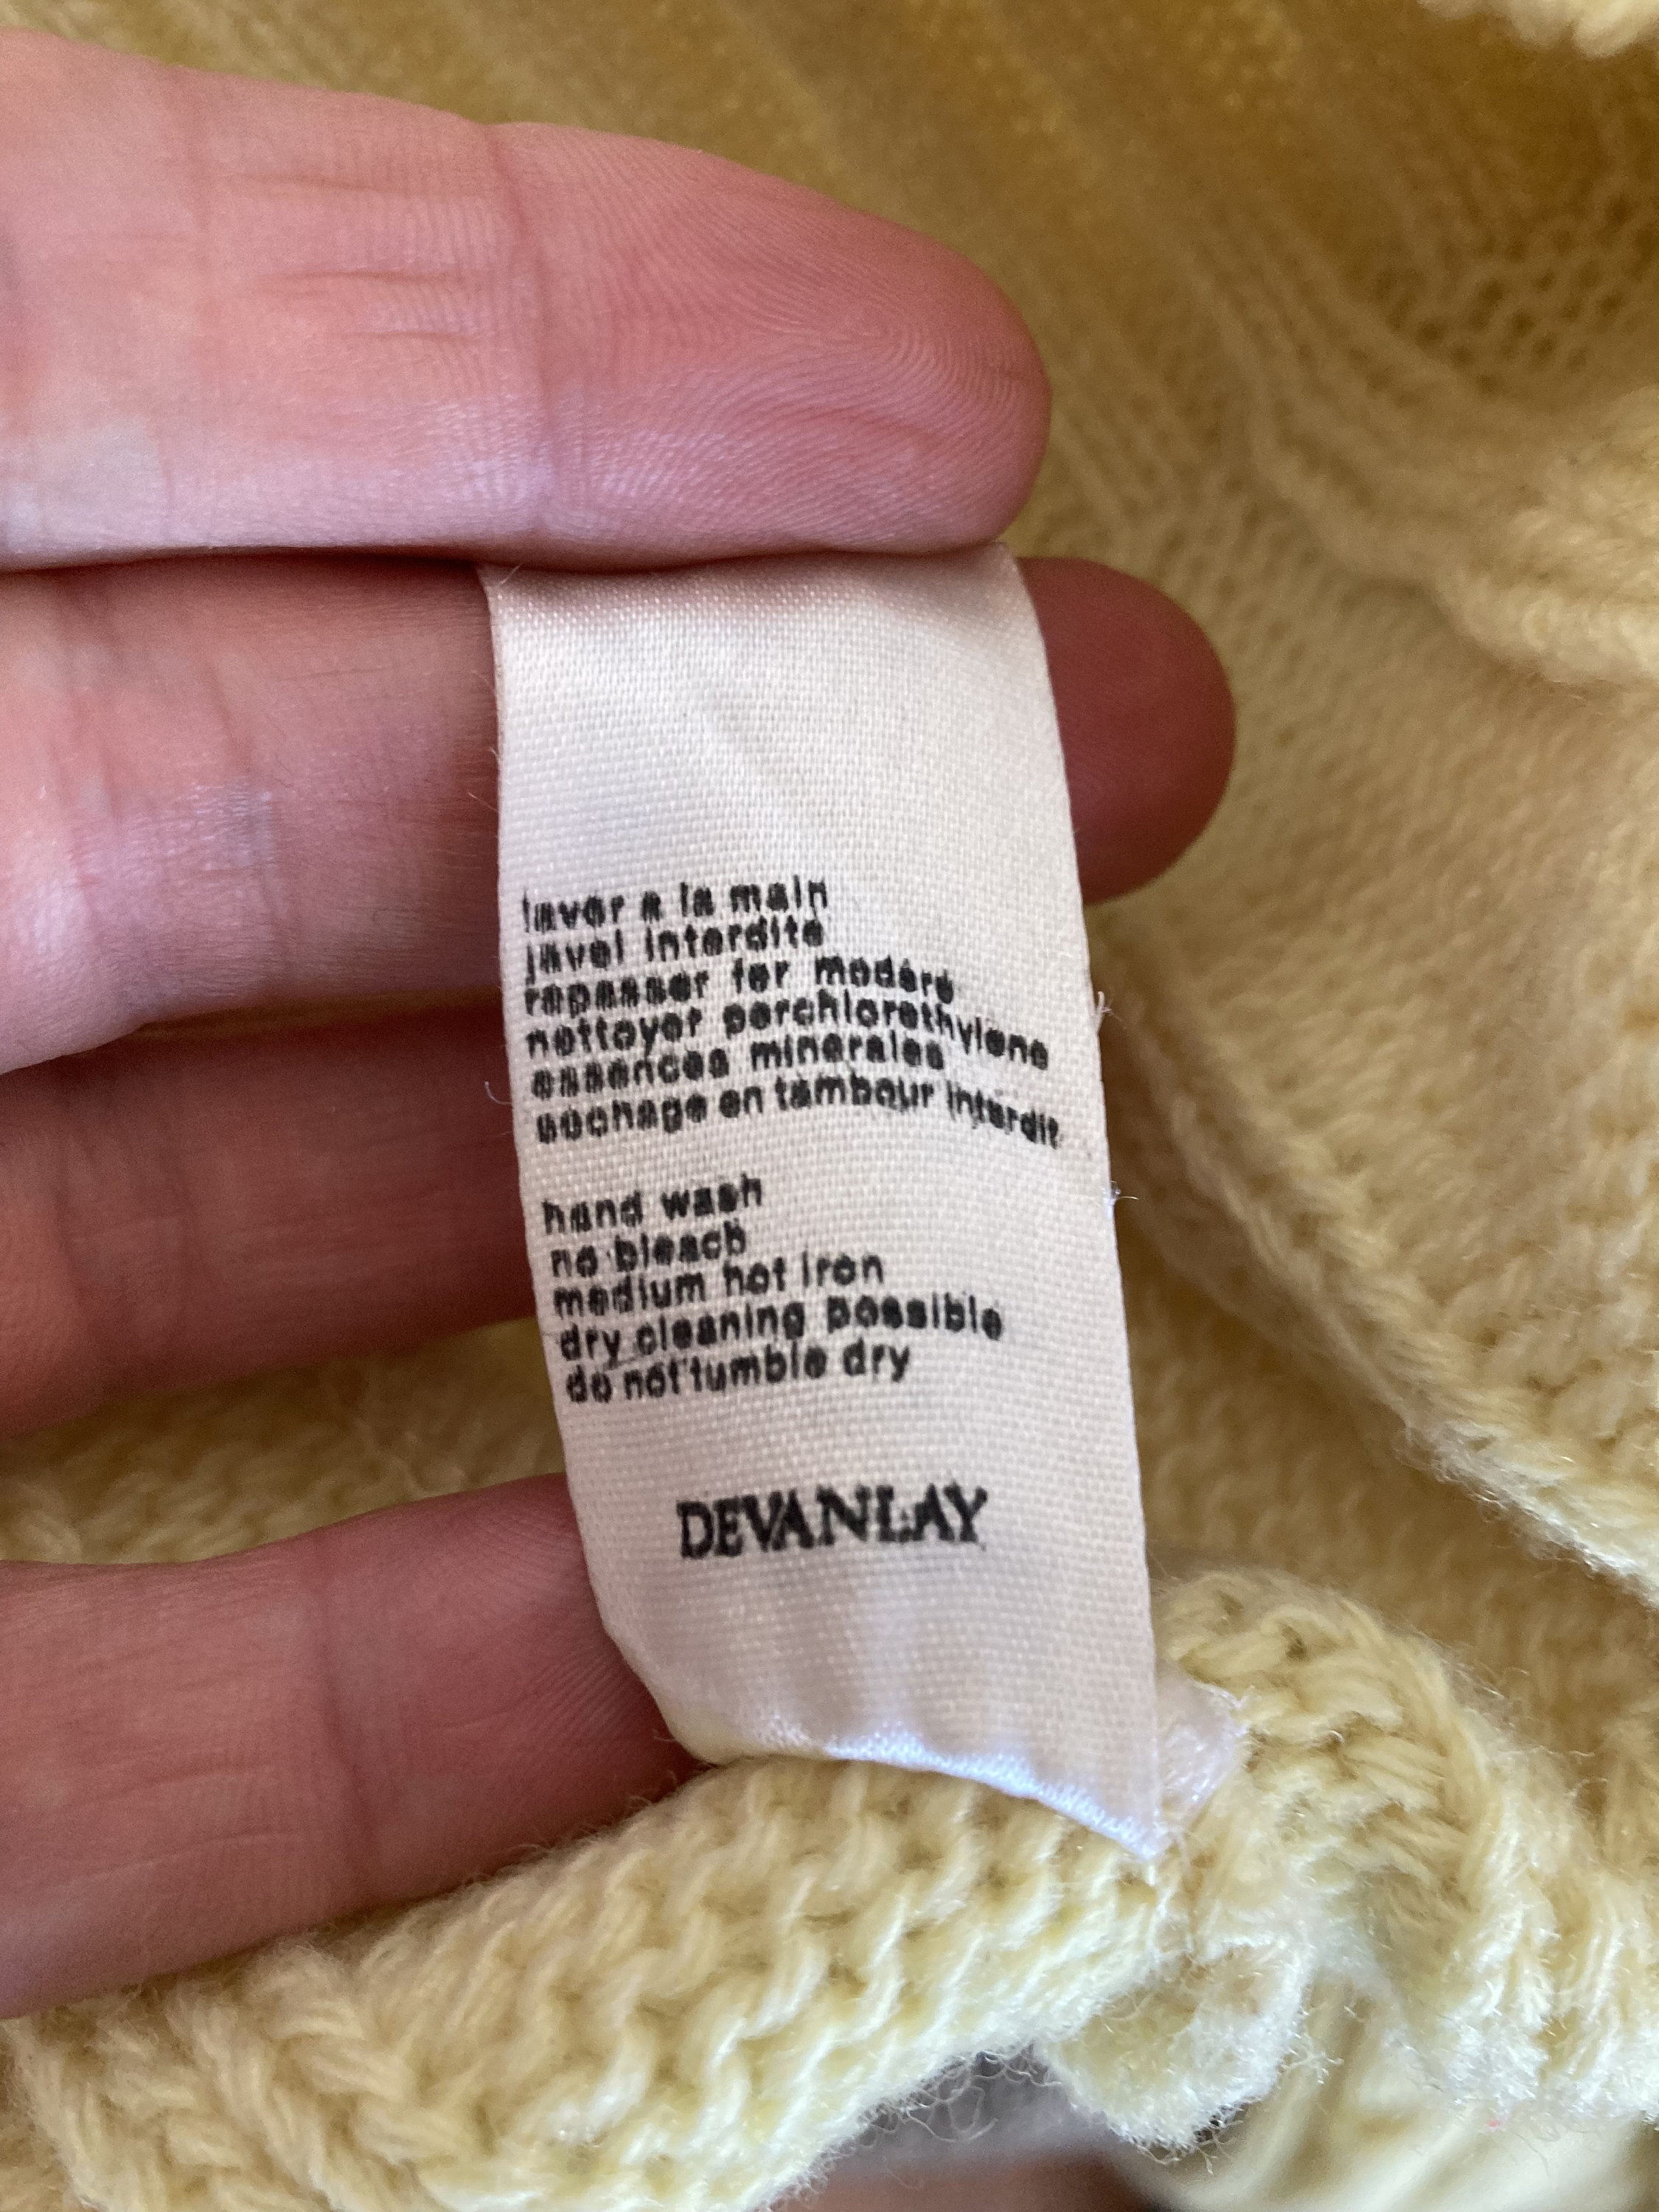 laver a la main
javel interdite
repasser fer modéré
nettoyer perchlorethylene
essences minerales
sechage en tambour interdit
hand wash
no bleach
medium hot iron
dry cleaning possible
do not tumble dry
DEVANLAY